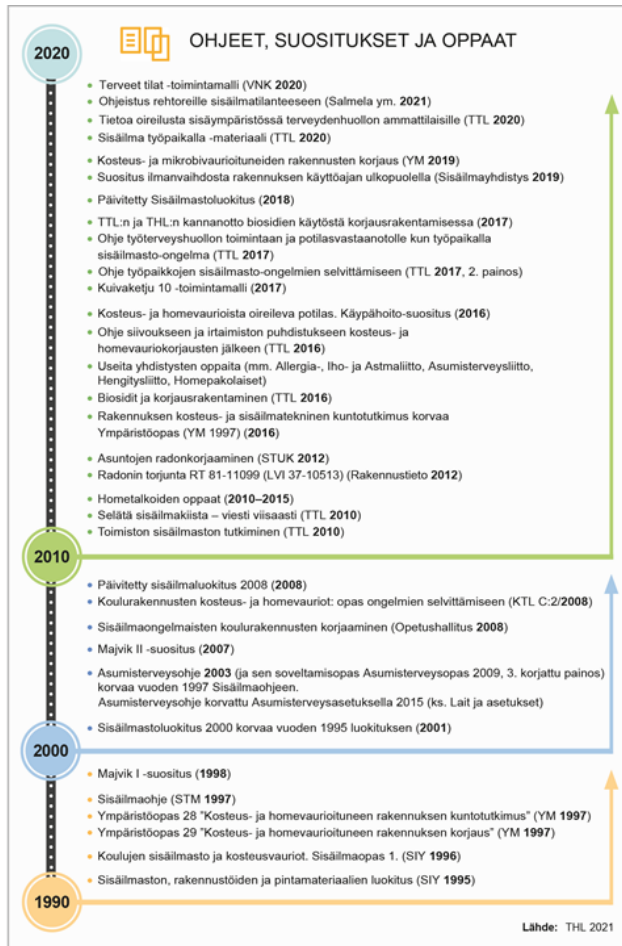 2020
OHJEET, SUOSITUKSET JA OPPAAT
• Terveet tilat -toimintamalli (VNK 2020)
• Ohjeistus rehtoreille sisäilmatilanteeseen (Salmela ym. 2021)
• Tietoa oireilusta sisäympäristössä terveydenhuollon ammattilaisille (TTL 2020)
• Sisäilma työpaikalla -materiaali (TTL 2020)
• Kosteus- ja mikrobivaurioituneiden rakennusten korjaus (YM 2019)
• Suositus ilmanvaihdosta rakennuksen käyttöajan ulkopuolella (Sisäilmayhdistys 2019)
• Päivitetty Sisäilmastoluokitus (2018)
• TTL:n ja THL:n kannanotto biosidien käytöstä korjausrakentamisessa (2017)
• Ohje työterveyshuollon toimintaan ja potilasvastaanotolle kun työpaikalla
sisäilmasto-ongelma (TTL 2017)
• Ohje työpaikkojen sisäilmasto-ongelmien selvittämiseen (TTL 2017, 2. painos)
• Kuivaketju 10 -toimintamalli (2017)
• Kosteus- ja homevaurioista oireileva potilas. Käypähoito-suositus (2016)
• Ohje siivoukseen ja irtaimiston puhdistukseen kosteus- ja
homevauriokorjausten jälkeen (TTL 2016)
• Useita yhdistysten oppaita (mm. Allergia-, Iho- ja Astmaliitto, Asumisterveysliitto,
Hengitysliitto, Homepakolaiset)
• Biosidit ja korjausrakentaminen (TTL 2016)
• Rakennuksen kosteus- ja sisäilmatekninen kuntotutkimus korvaa
Ympäristöopas (YM 1997) (2016)
• Asuntojen radonkorjaaminen (STUK 2012)
• Radonin torjunta RT 81-11099 (LVI 37-10513) (Rakennustieto 2012)
• Hometalkoiden oppaat (2010–2015)
• Selätä sisäilmakiista – viesti viisaasti (TTL 2010)
• Toimiston sisäilmaston tutkiminen (TTL 2010)
2010
• Päivitetty sisäilmaluokitus 2008 (2008)
• Koulurakennusten kosteus- ja homevauriot: opas ongelmien selvittämiseen (KTL C:2/2008)
• Sisäilmaongelmaisten koulurakennusten korjaaminen (Opetushallitus 2008)
• Majvik II -suositus (2007)
• Asumisterveysohje 2003 (ja sen soveltamisopas Asumisterveysopas 2009, 3. korjattu painos)
korvaa vuoden 1997 Sisäilmaohjeen.
Asumisterveysohje korvattu Asumisterveysasetuksella 2015 (ks. Lait ja asetukset)
• Sisäilmastoluokitus 2000 korvaa vuoden 1995 luokituksen (2001)
2000
• Majvik I -suositus (1998)
• Sisäilmaohje (STM 1997)
• Ympäristöopas 28 "Kosteus- ja homevaurioituneen rakennuksen kuntotutkimus" (YM 1997)
• Ympäristöopas 29 "Kosteus- ja homevaurioituneen rakennuksen korjaus" (YM 1997)
• Koulujen sisäilmasto ja kosteusvauriot. Sisäilmaopas 1. (SIY 1996)
• Sisäilmaston, rakennustöiden ja pintamateriaalien luokitus (SIY 1995)
1990
Lähde: THL 2021